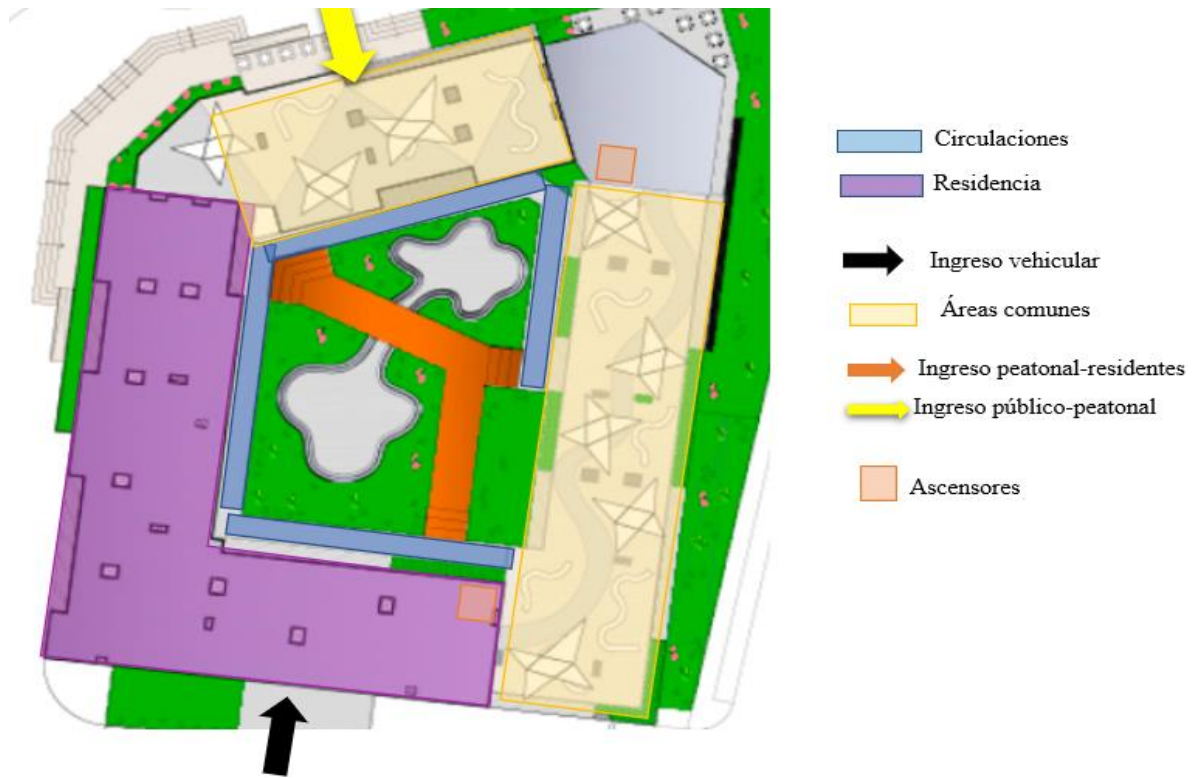 Circulaciones
Residencia
Ingreso vehicular
Áreas comunes
Ingreso peatonal-residentes
Ingreso público-peatonal
Ascensores